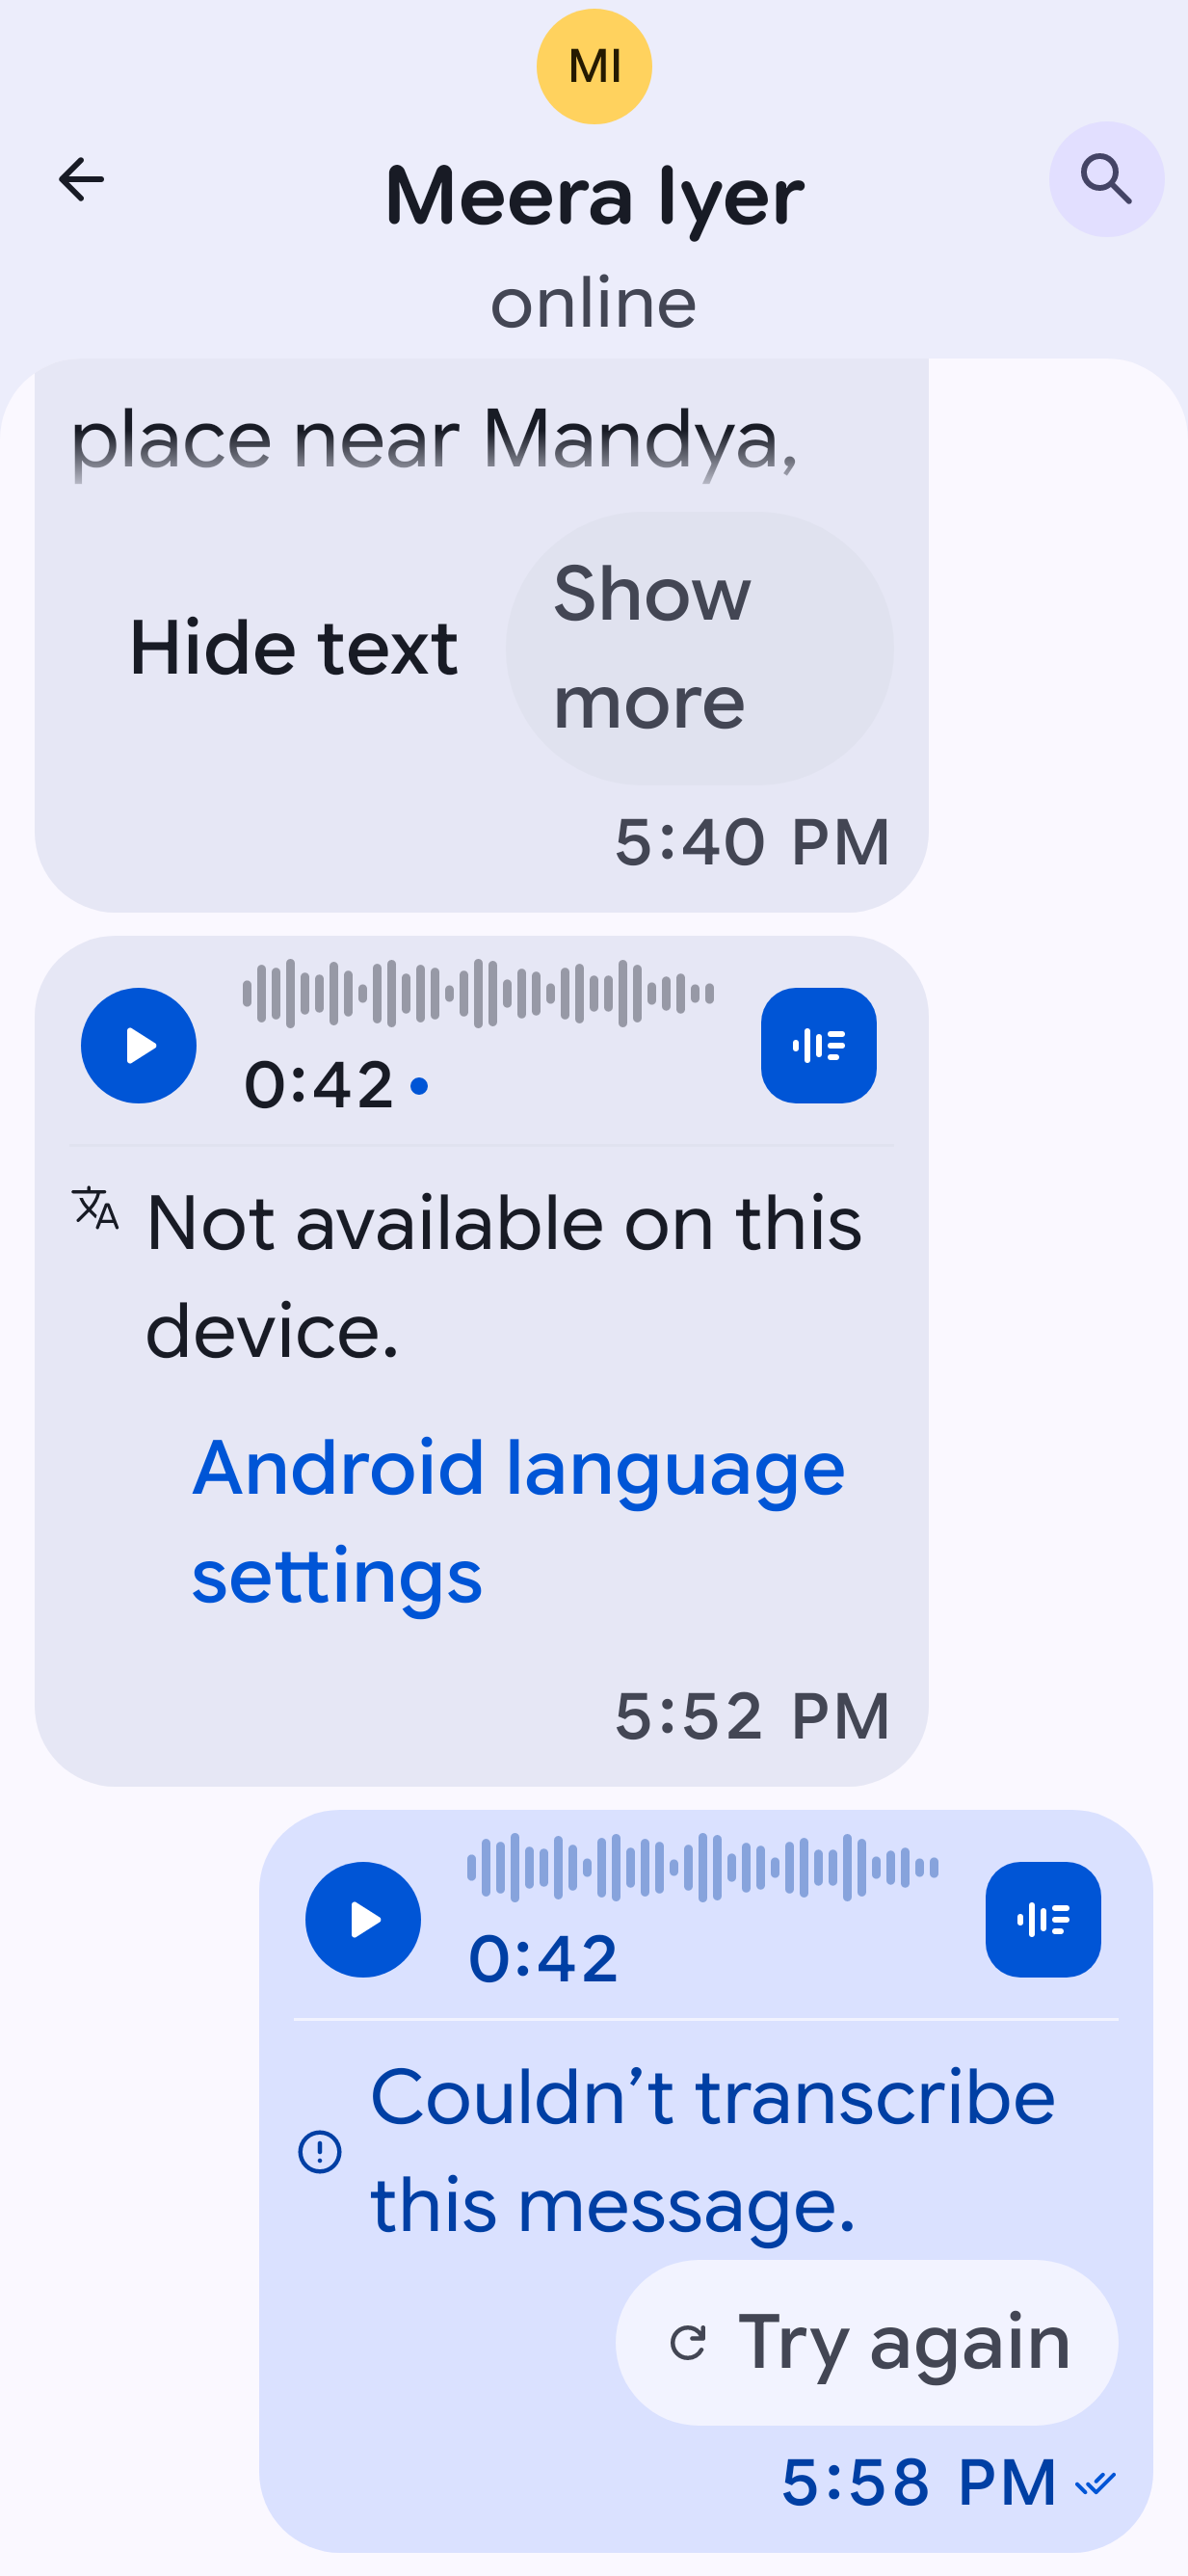 MI
Meera Iyer
online
place near Mandya,
Hide text
Show
more
5:40 PM
0:42
Not available on this
device.
Android language
settings
5:52 PM
0:42
Couldn’t transcribe
this message.
Try again
5:58 PM